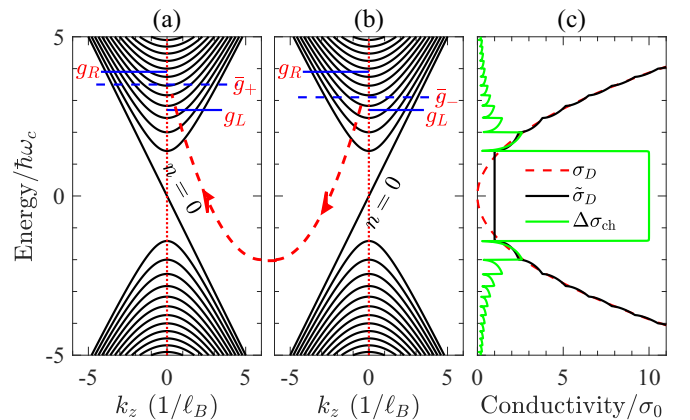 (a) (b) (c)
Energy/ħω_c
5
0
-5
g_R
ḡ_+
g_L
n = 0
g_R
ḡ_−
g_L
n = 0
σ_D
σ̃_D
Δσ_ch
-5 0 5
-5 0 5
0 5 10
k_z (1/ℓ_B)
k_z (1/ℓ_B)
Conductivity/σ_0